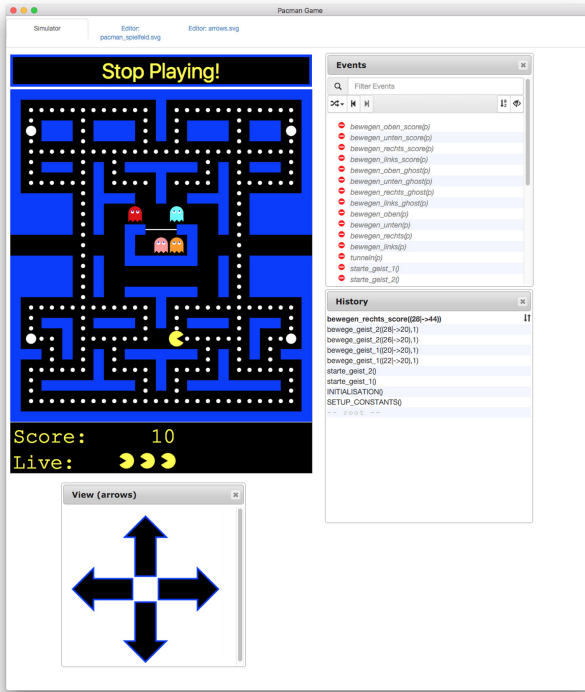 Pacman Game
Simulator
Editor:
pacman_spielfeld.svg
Editor: arrows.svg
Stop Playing!
Score: 10
Live:
View (arrows)
Events
Filter Events
bewegen_oben_score(p)
bewegen_unten_score(p)
bewegen_rechts_score(p)
bewegen_links_score(p)
bewegen_oben_ghost(p)
bewegen_unten_ghost(p)
bewegen_rechts_ghost(p)
bewegen_links_ghost(p)
bewegen_oben(p)
bewegen_unten(p)
bewegen_rechts(p)
bewegen_links(p)
tunneln(p)
starte_geist_1()
starte_geist_2()
History
bewegen_rechts_score((28|->44))
bewege_geist_2((28|->20),1)
bewege_geist_2((26|->20),1)
bewege_geist_1((20|->20),1)
bewege_geist_1((22|->20),1)
starte_geist_2()
starte_geist_1()
INITIALISATION()
SETUP_CONSTANTS()
-- root --